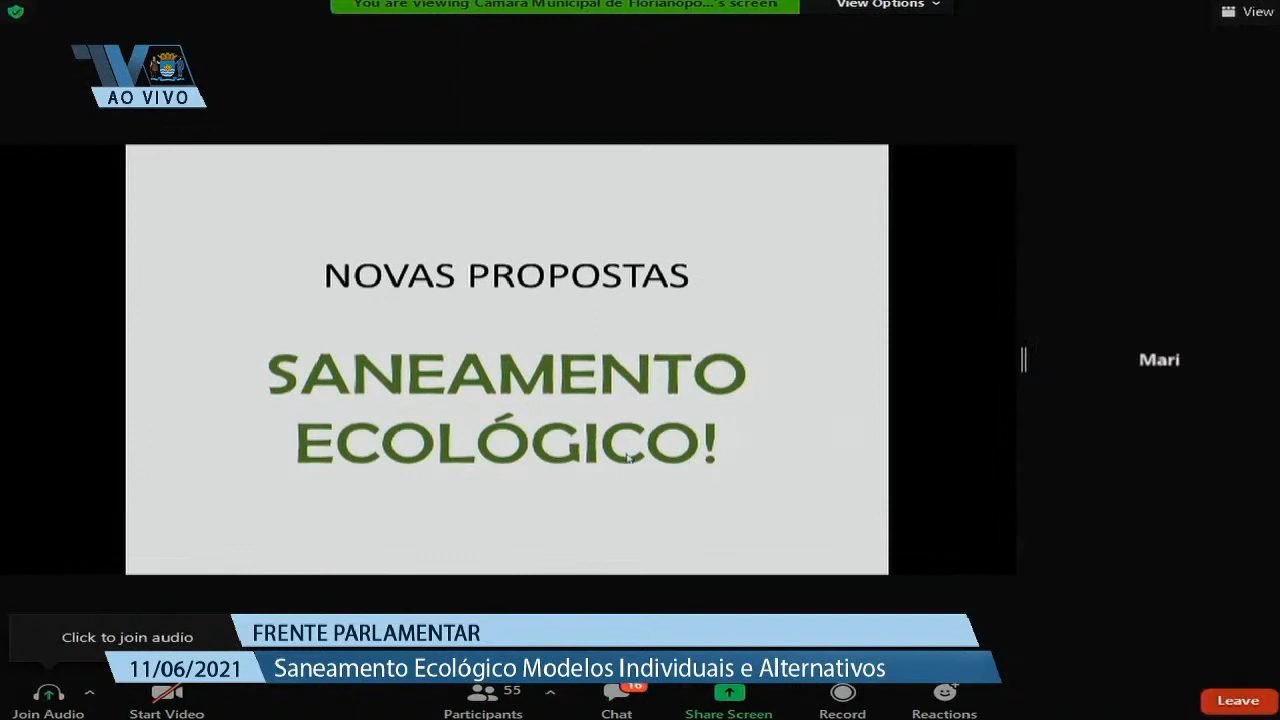 You are viewing Câmara Municipal de Florianópo...'s screen
View Options
View
AO VIVO
NOVAS PROPOSTAS
SANEAMENTO
ECOLÓGICO!
Mari
Click to join audio
FRENTE PARLAMENTAR
11/06/2021
Saneamento Ecológico Modelos Individuais e Alternativos
55
16
Join Audio
Start Video
Participants
Chat
Share Screen
Record
Reactions
Leave